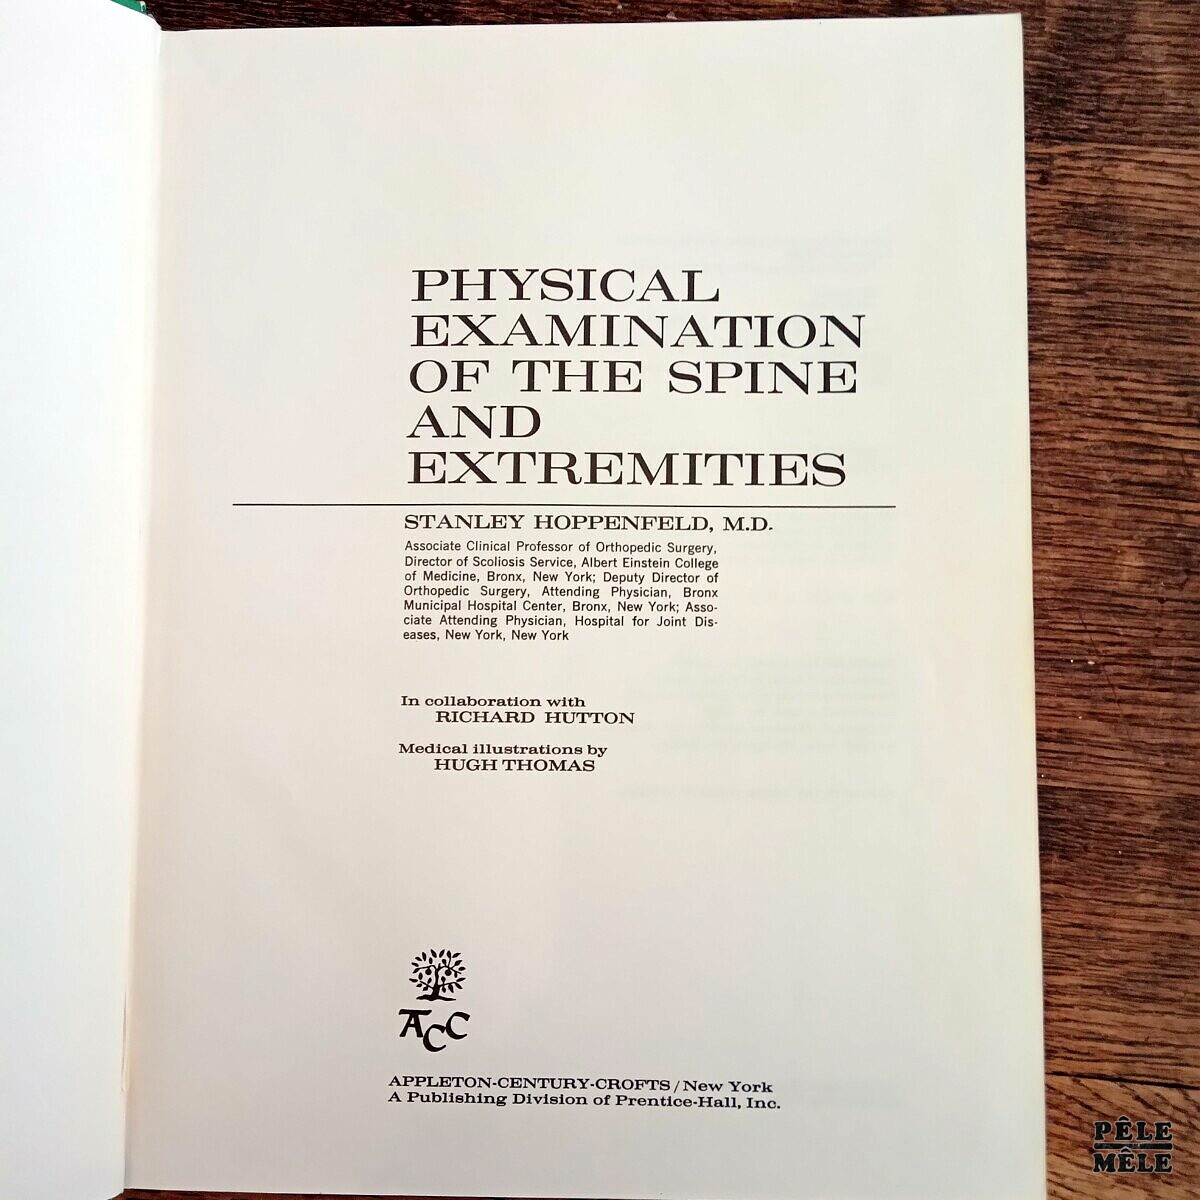 PHYSICAL
EXAMINATION
OF THE SPINE
AND
EXTREMITIES
STANLEY HOPPENFELD, M.D.
Associate Clinical Professor of Orthopedic Surgery,
Director of Scoliosis Service, Albert Einstein College
of Medicine, Bronx, New York; Deputy Director of
Orthopedic Surgery, Attending Physician, Bronx
Municipal Hospital Center, Bronx, New York; Asso-
ciate Attending Physician, Hospital for Joint Dis-
eases, New York, New York
In collaboration with
RICHARD HUTTON
Medical illustrations by
HUGH THOMAS
ACC
APPLETON-CENTURY-CROFTS / New York
A Publishing Division of Prentice-Hall, Inc.
PÊLE
MÊLE